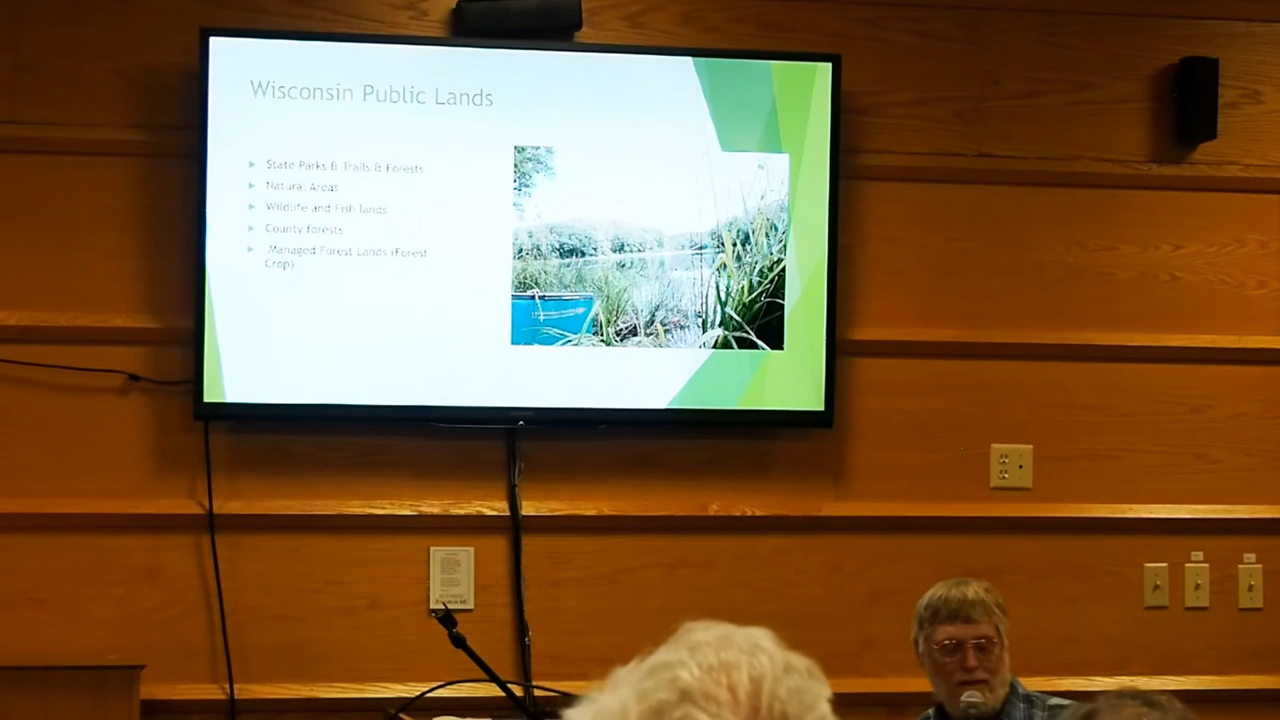 Wisconsin Public Lands
State Parks & Trails & Forests
Natural Areas
Wildlife and Fish lands
County forests
Managed Forest Lands (Forest
Crop)